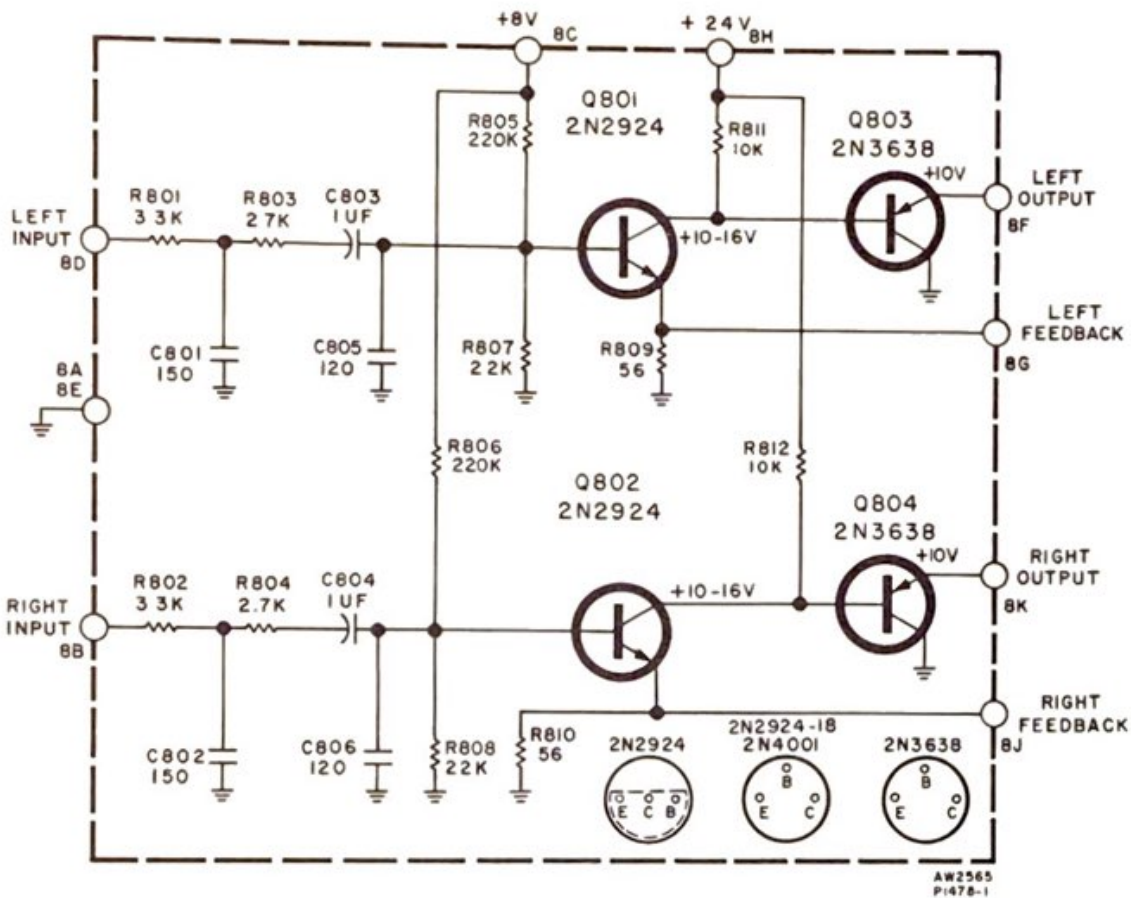 +8V
8C
+ 24V
8H
Q801
2N2924
R805
220K
R811
10K
Q803
2N3638
+10V
LEFT
OUTPUT
8F
R801
3.3K
R803
2.7K
C803
1UF
LEFT
INPUT
8D
+10-16V
LEFT
FEEDBACK
8G
C801
150
C805
120
R807
22K
R809
56
8A
8E
R806
220K
R812
10K
Q802
2N2924
Q804
2N3638
+10V
RIGHT
OUTPUT
8K
R802
3.3K
R804
2.7K
C804
1UF
+10-16V
RIGHT
INPUT
8B
RIGHT
FEEDBACK
8J
C802
150
C806
120
R808
22K
R810
56
2N2924
E C B
2N2924-18
2N4001
B
E C
2N3638
B
E C
AW2565
P1478-1